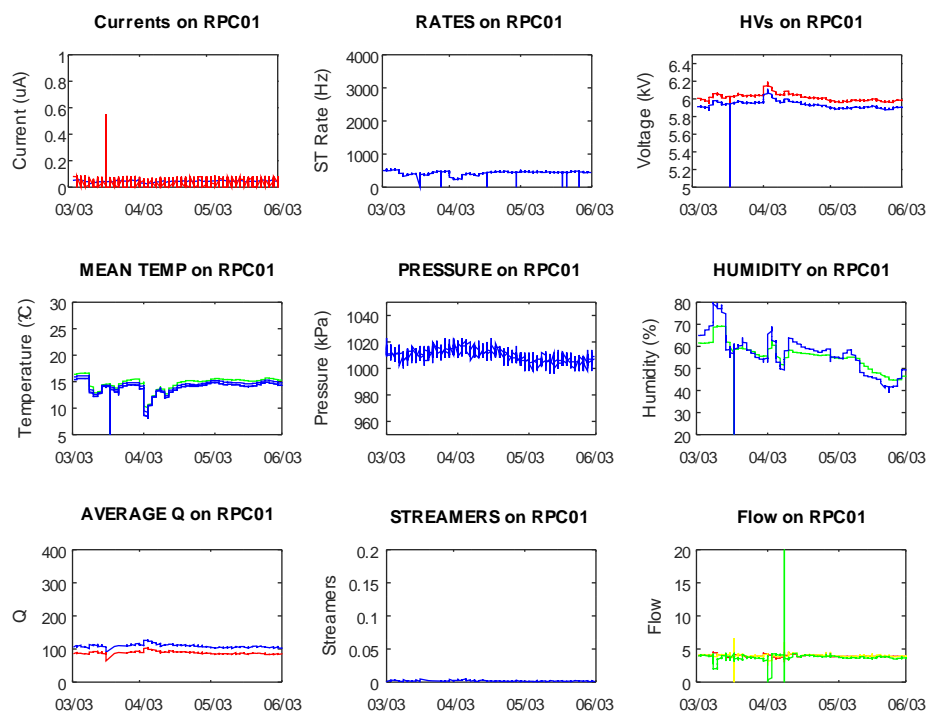 Currents on RPC01
1
0.8
0.6
0.4
0.2
0
Current (uA)
03/03 04/03 05/03 06/03
RATES on RPC01
4000
3000
2000
1000
0
ST Rate (Hz)
03/03 04/03 05/03 06/03
HVs on RPC01
6.4
6.2
6
5.8
5.6
5.4
5.2
5
Voltage (kV)
03/03 04/03 05/03 06/03
MEAN TEMP on RPC01
30
25
20
15
10
5
Temperature (?C)
03/03 04/03 05/03 06/03
PRESSURE on RPC01
1040
1020
1000
980
960
Pressure (kPa)
03/03 04/03 05/03 06/03
HUMIDITY on RPC01
80
70
60
50
40
30
20
Humidity (%)
03/03 04/03 05/03 06/03
AVERAGE Q on RPC01
400
300
200
100
0
Q
03/03 04/03 05/03 06/03
STREAMERS on RPC01
0.2
0.15
0.1
0.05
0
Streamers
03/03 04/03 05/03 06/03
Flow on RPC01
20
15
10
5
0
Flow
03/03 04/03 05/03 06/03